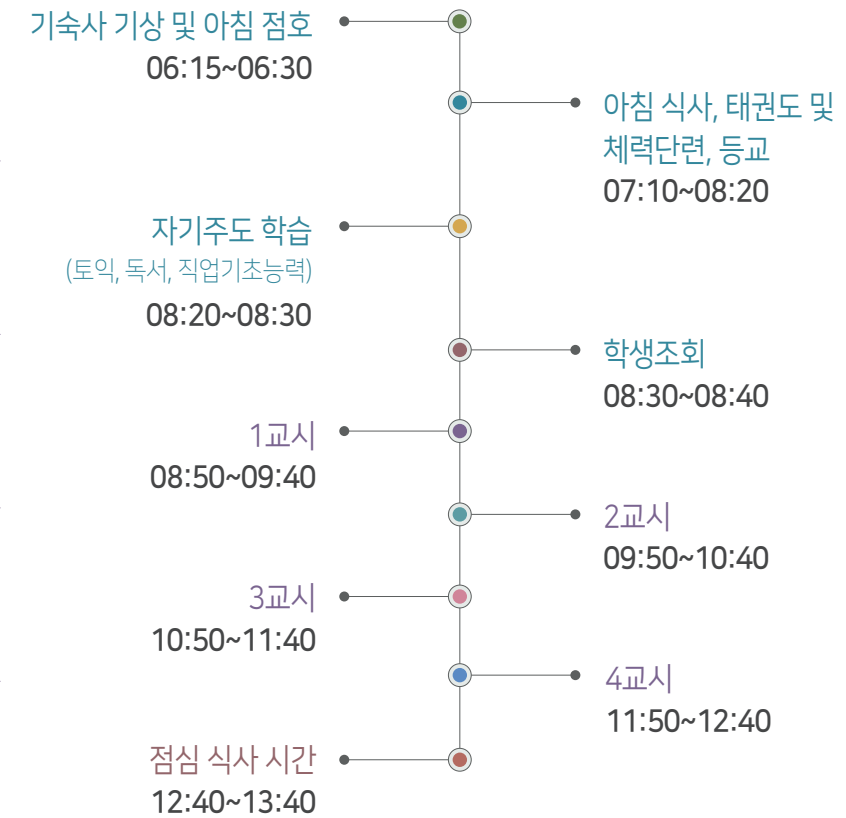 기숙사 기상 및 아침 점호
06:15~06:30
아침 식사, 태권도 및
체력단련, 등교
07:10~08:20
자기주도 학습
(토익, 독서, 직업기초능력)
08:20~08:30
학생조회
08:30~08:40
1교시
08:50~09:40
2교시
09:50~10:40
3교시
10:50~11:40
4교시
11:50~12:40
점심 식사 시간
12:40~13:40